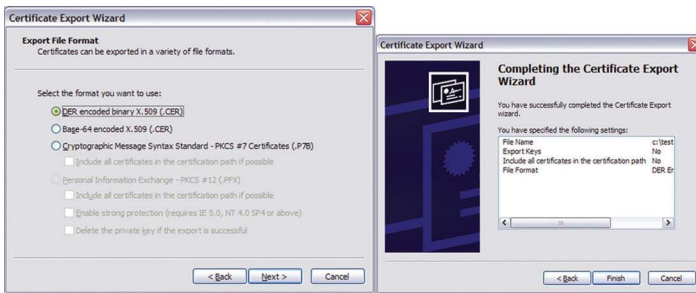 Certificate Export Wizard
Export File Format
Certificates can be exported in a variety of file formats.
Select the format you want to use:
DER encoded binary X.509 (.CER)
Base-64 encoded X.509 (.CER)
Cryptographic Message Syntax Standard - PKCS #7 Certificates (.P7B)
Include all certificates in the certification path if possible
Personal Information Exchange - PKCS #12 (.PFX)
Include all certificates in the certification path if possible
Enable strong protection (requires IE 5.0, NT 4.0 SP4 or above)
Delete the private key if the export is successful
< Back
Next >
Cancel
Certificate Export Wizard
Completing the Certificate Export
Wizard
You have successfully completed the Certificate Export
wizard.
You have specified the following settings:
File Name c:\test
Export Keys No
Include all certificates in the certification path No
File Format DER Er
< Back
Finish
Cancel